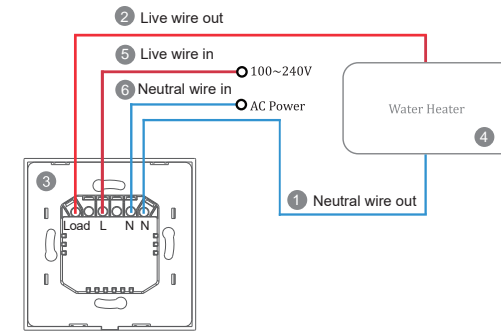 2 Live wire out
5 Live wire in
100~240V
6 Neutral wire in
AC Power
Water Heater
4
3
1 Neutral wire out
Load L N N